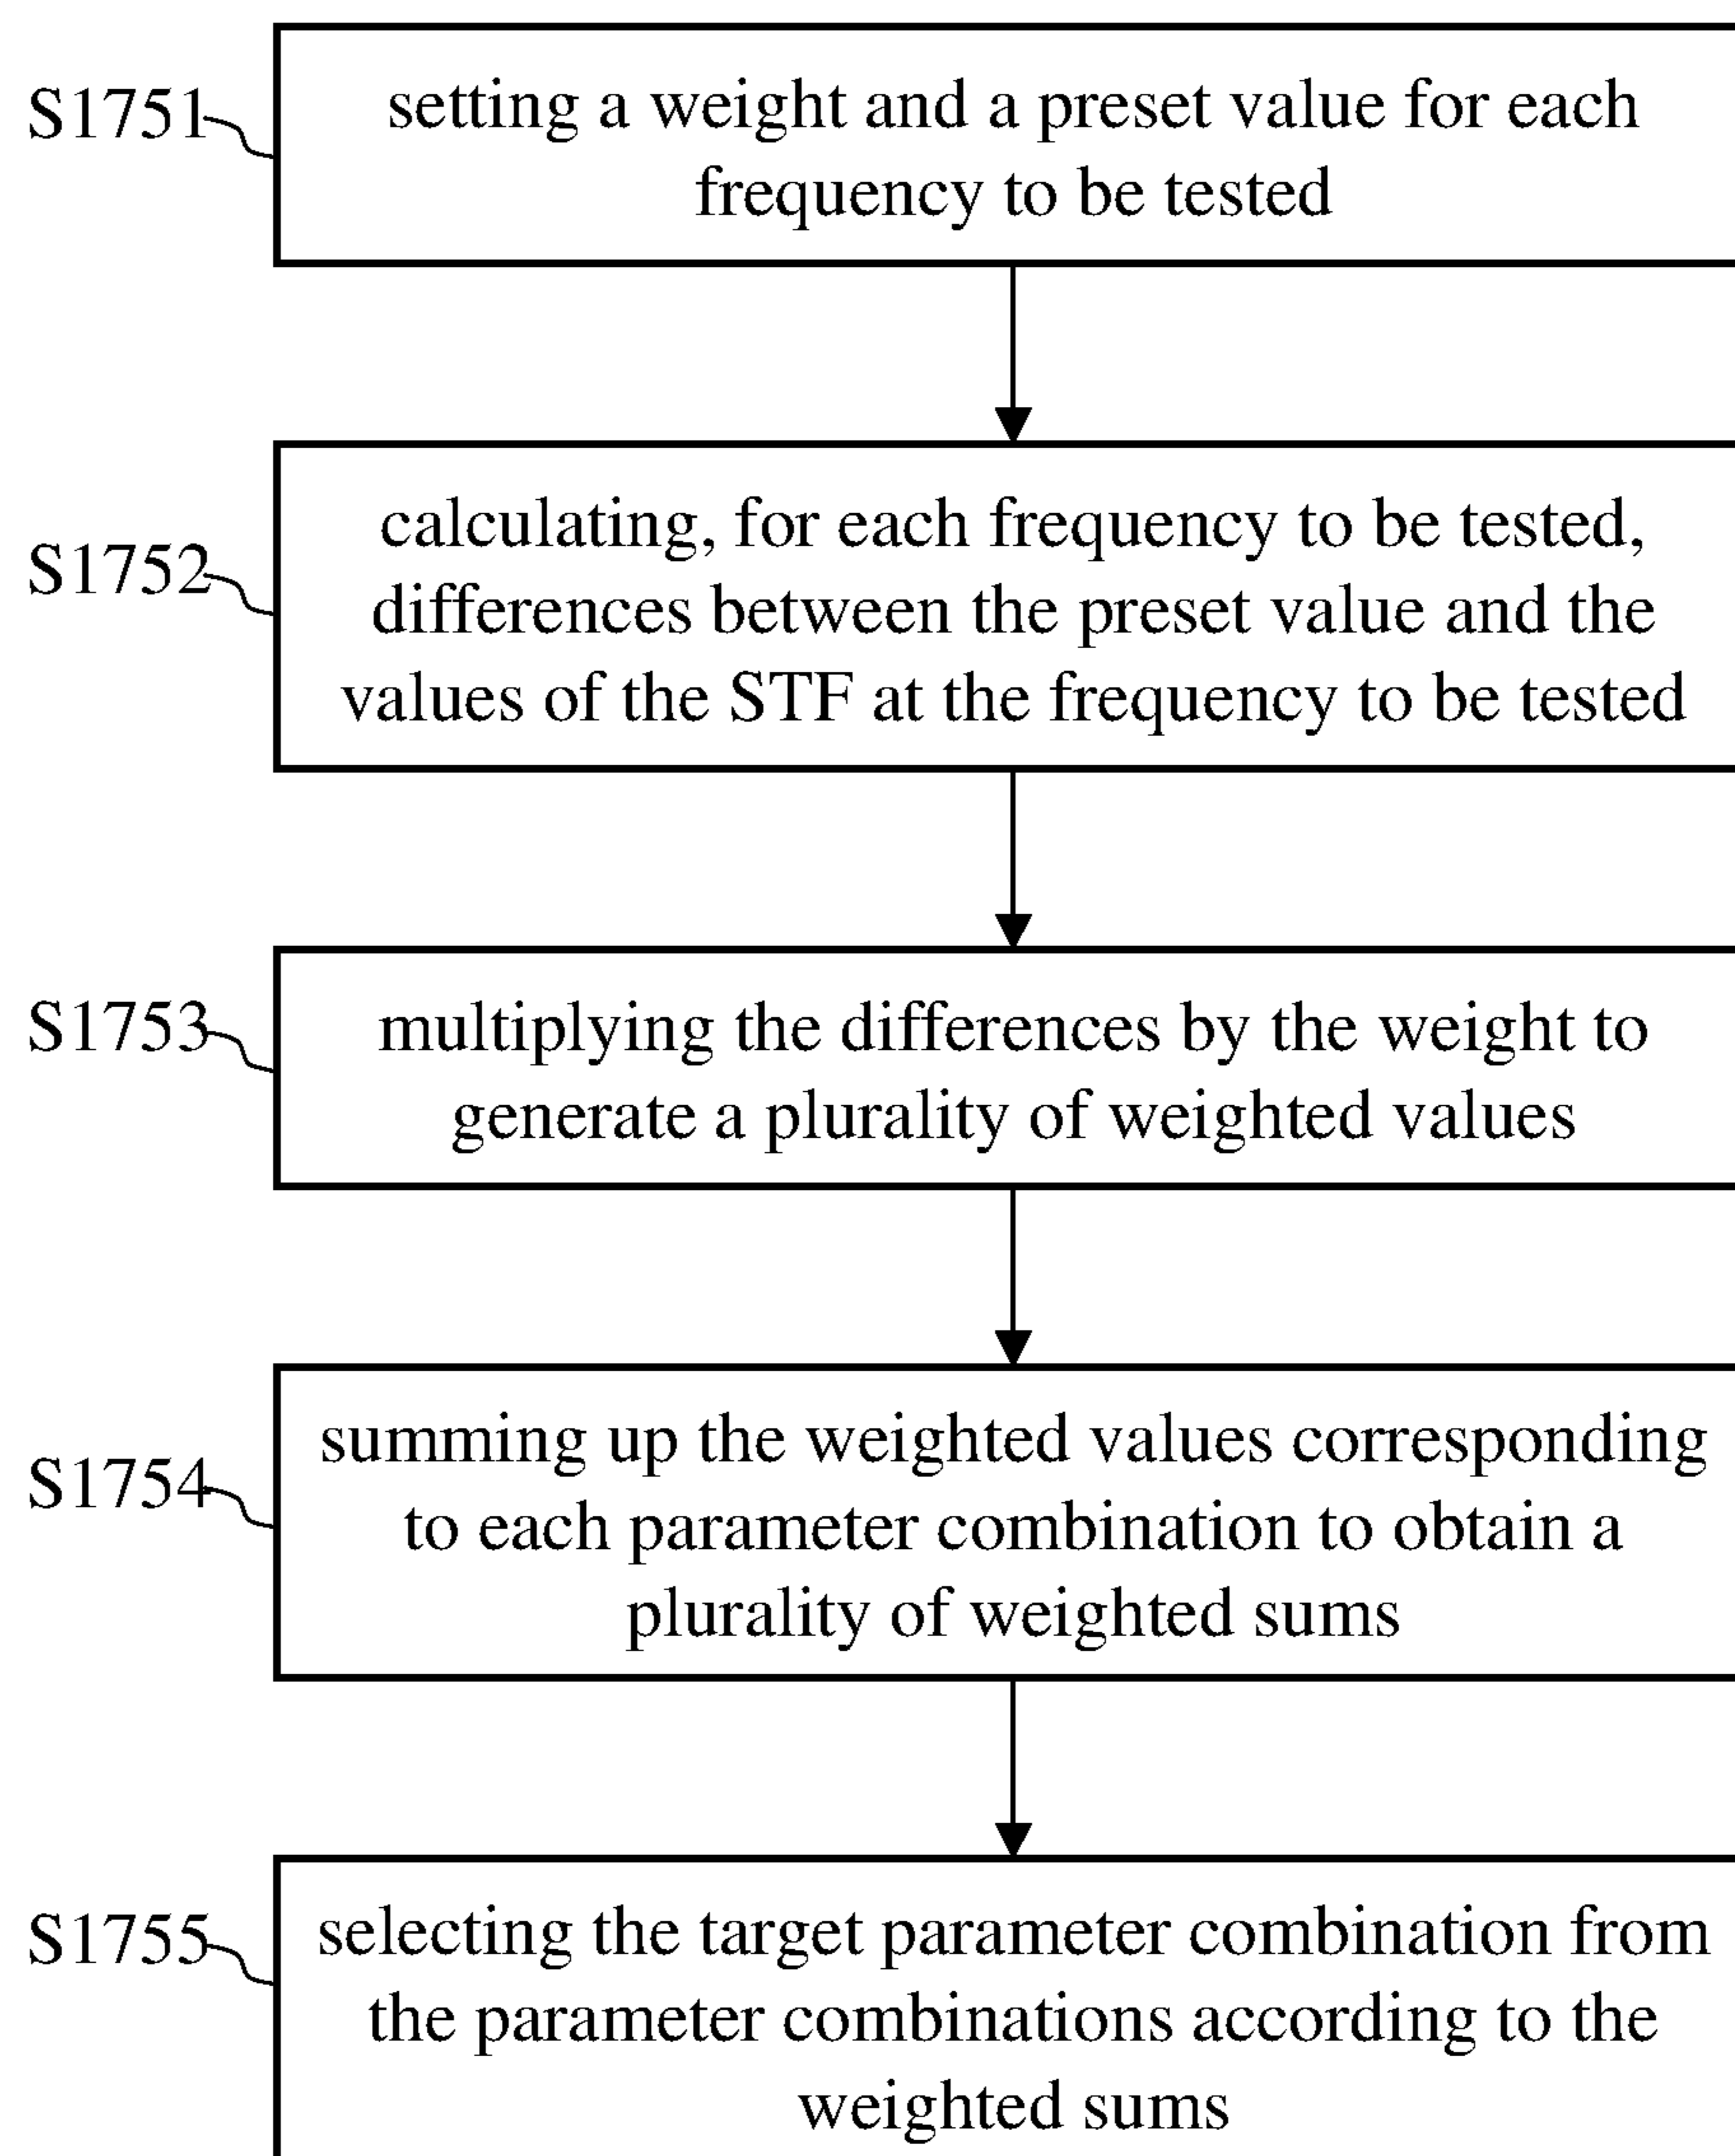 S1751
setting a weight and a preset value for each
frequency to be tested
S1752
calculating, for each frequency to be tested,
differences between the preset value and the
values of the STF at the frequency to be tested
S1753
multiplying the differences by the weight to
generate a plurality of weighted values
S1754
summing up the weighted values corresponding
to each parameter combination to obtain a
plurality of weighted sums
S1755
selecting the target parameter combination from
the parameter combinations according to the
weighted sums